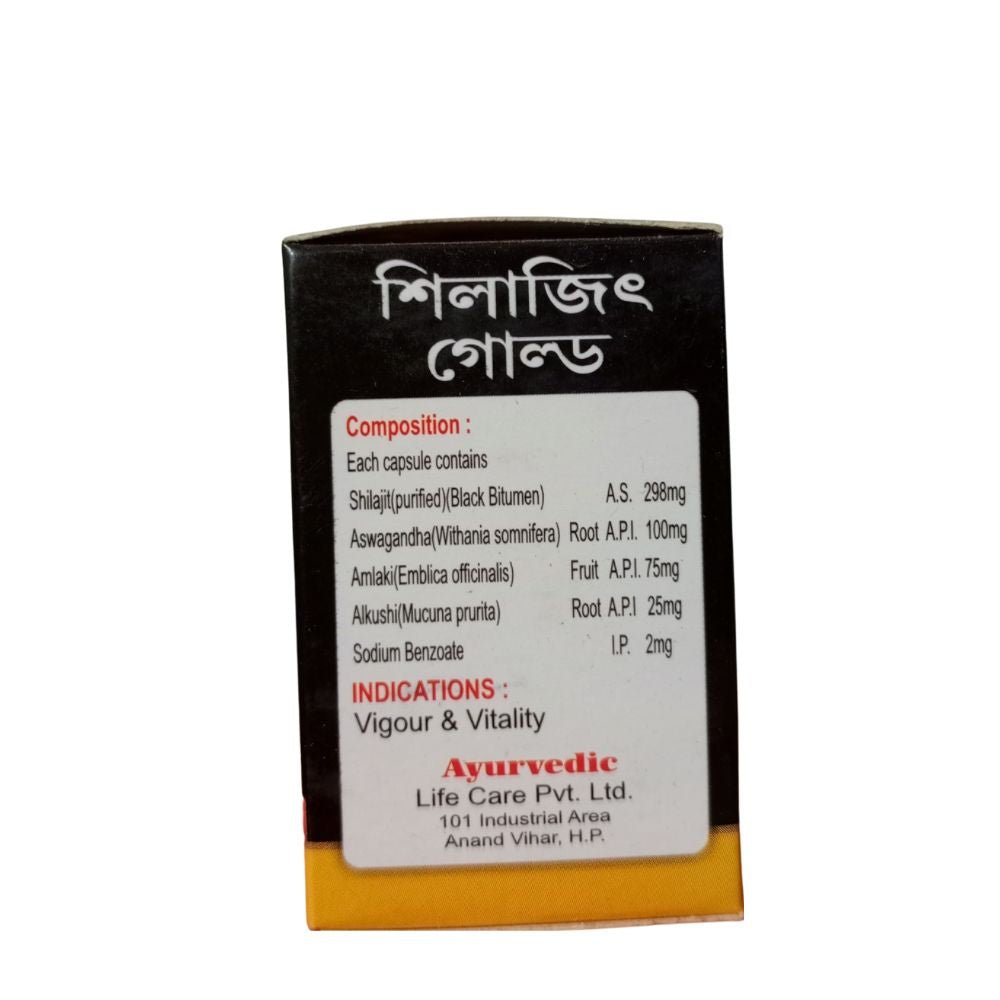 শিলাজিৎ
গোল্ড
Composition :
Each capsule contains
Shilajit(purified)(Black Bitumen) A.S. 298mg
Aswagandha(Withania somnifera) Root A.P.I. 100mg
Amlaki(Emblica officinalis) Fruit A.P.I. 75mg
Alkushi(Mucuna prurita) Root A.P.I 25mg
Sodium Benzoate I.P. 2mg
INDICATIONS :
Vigour & Vitality
Ayurvedic
Life Care Pvt. Ltd.
101 Industrial Area
Anand Vihar, H.P.